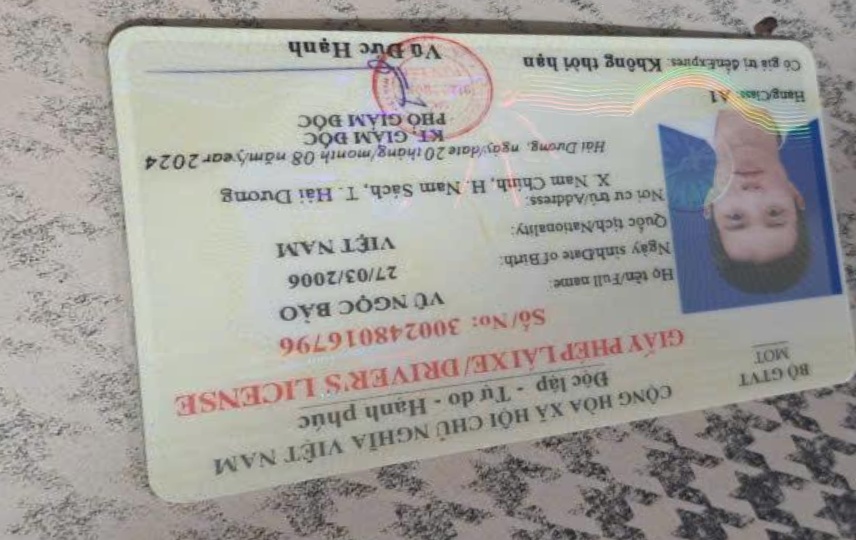 BỘ GTVT
MOT
CỘNG HÒA XÃ HỘI CHỦ NGHĨA VIỆT NAM
Độc lập - Tự do - Hạnh phúc
GIẤY PHÉP LÁI XE/ DRIVER'S LICENSE
Số/No: 300248016796
Họ tên/Full name: VŨ NGỌC BẢO
Ngày sinh/Date of Birth: 27/03/2006
Quốc tịch/Nationality: VIỆT NAM
Nơi cư trú/Address:
X. Nam Chính, H. Nam Sách, T. Hải Dương
Hải Dương, ngày/date 20 tháng/month 08 năm/year 2024
KT. GIÁM ĐỐC
PHÓ GIÁM ĐỐC
Hạng/Class: A1
Có giá trị đến/Expires: Không thời hạn
Vũ Đức Hạnh